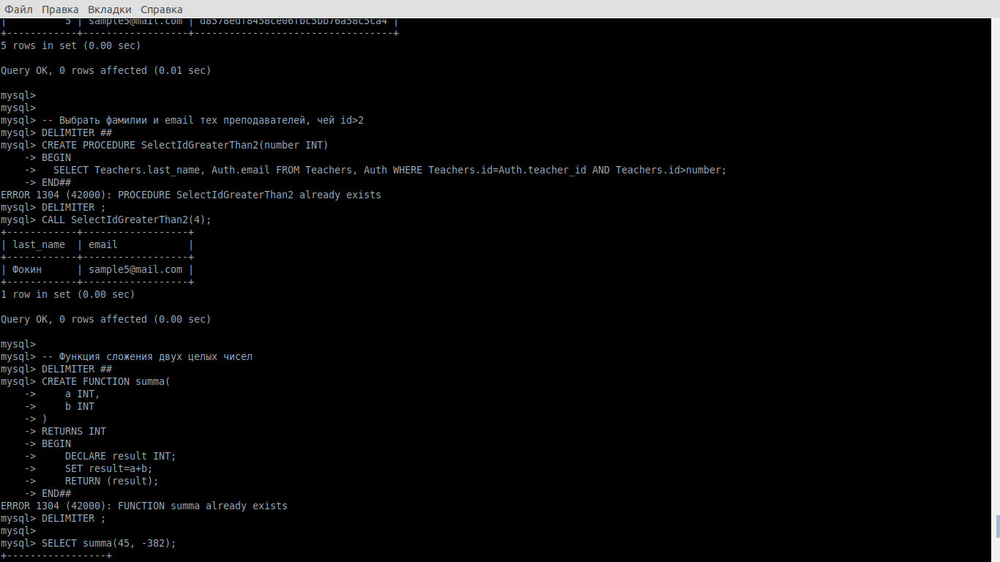 Файл Правка Вкладки Справка
| 5 | sample5@mail.com | d8578edf8458ce06fbc5bb76a58c5ca4 |
+------------+------------------+----------------------------------+
5 rows in set (0.00 sec)
Query OK, 0 rows affected (0.01 sec)
mysql>
mysql>
mysql> -- Выбрать фамилии и email тех преподавателей, чей id>2
mysql> DELIMITER ##
mysql> CREATE PROCEDURE SelectIdGreaterThan2(number INT)
-> BEGIN
-> SELECT Teachers.last_name, Auth.email FROM Teachers, Auth WHERE Teachers.id=Auth.teacher_id AND Teachers.id>number;
-> END##
ERROR 1304 (42000): PROCEDURE SelectIdGreaterThan2 already exists
mysql> DELIMITER ;
mysql> CALL SelectIdGreaterThan2(4);
+------------+------------------+
| last_name | email |
+------------+------------------+
| Фокин | sample5@mail.com |
+------------+------------------+
1 row in set (0.00 sec)
Query OK, 0 rows affected (0.00 sec)
mysql>
mysql> -- Функция сложения двух целых чисел
mysql> DELIMITER ##
mysql> CREATE FUNCTION summa(
-> a INT,
-> b INT
-> )
-> RETURNS INT
-> BEGIN
-> DECLARE result INT;
-> SET result=a+b;
-> RETURN (result);
-> END##
ERROR 1304 (42000): FUNCTION summa already exists
mysql> DELIMITER ;
mysql>
mysql> SELECT summa(45, -382);
+-----------------+